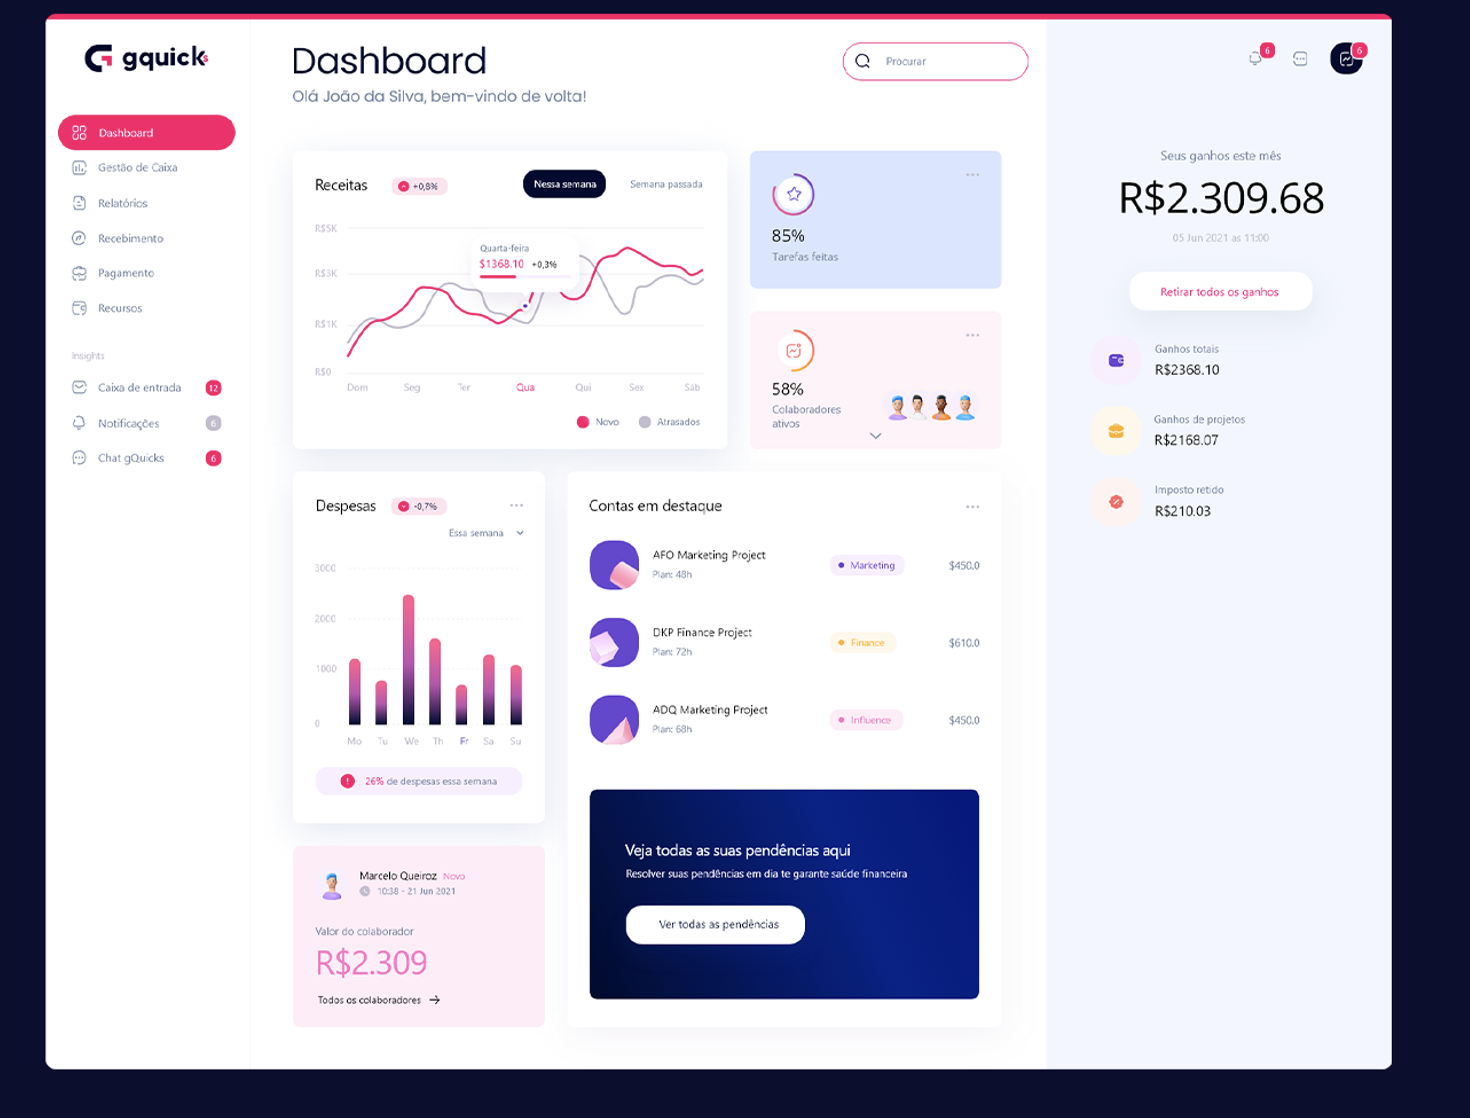 gquicks
Dashboard
Gestão de Caixa
Relatórios
Recebimento
Pagamento
Recursos
Insights
Caixa de entrada 12
Notificações 6
Chat gQuicks 6
Dashboard
Olá João da Silva, bem-vindo de volta!
Procurar
Receitas +0,8% Nessa semana Semana passada
R$5K
R$3K
R$1K
R$0
Quarta-feira
$1368.10 +0,3%
Dom Seg Ter Qua Qui Sex Sáb
Novo Atrasados
85%
Tarefas feitas
58%
Colaboradores
ativos
Despesas -0,7%
Essa semana
3000
2000
1000
0
Mo Tu We Th Fr Sa Su
26% de despesas essa semana
Contas em destaque
AFO Marketing Project
Plan: 48h
Marketing
$450.0
DKP Finance Project
Plan: 72h
Finance
$610.0
ADQ Marketing Project
Plan: 68h
Influence
$450.0
Marcelo Queiroz Novo
10:38 - 21 Jun 2021
Valor do colaborador
R$2.309
Todos os colaboradores
Veja todas as suas pendências aqui
Resolver suas pendências em dia te garante saúde financeira
Ver todas as pendências
6
6
Seus ganhos este mês
R$2.309.68
05 Jun 2021 as 11:00
Retirar todos os ganhos
Ganhos totais
R$2368.10
Ganhos de projetos
R$2168.07
Imposto retido
R$210.03